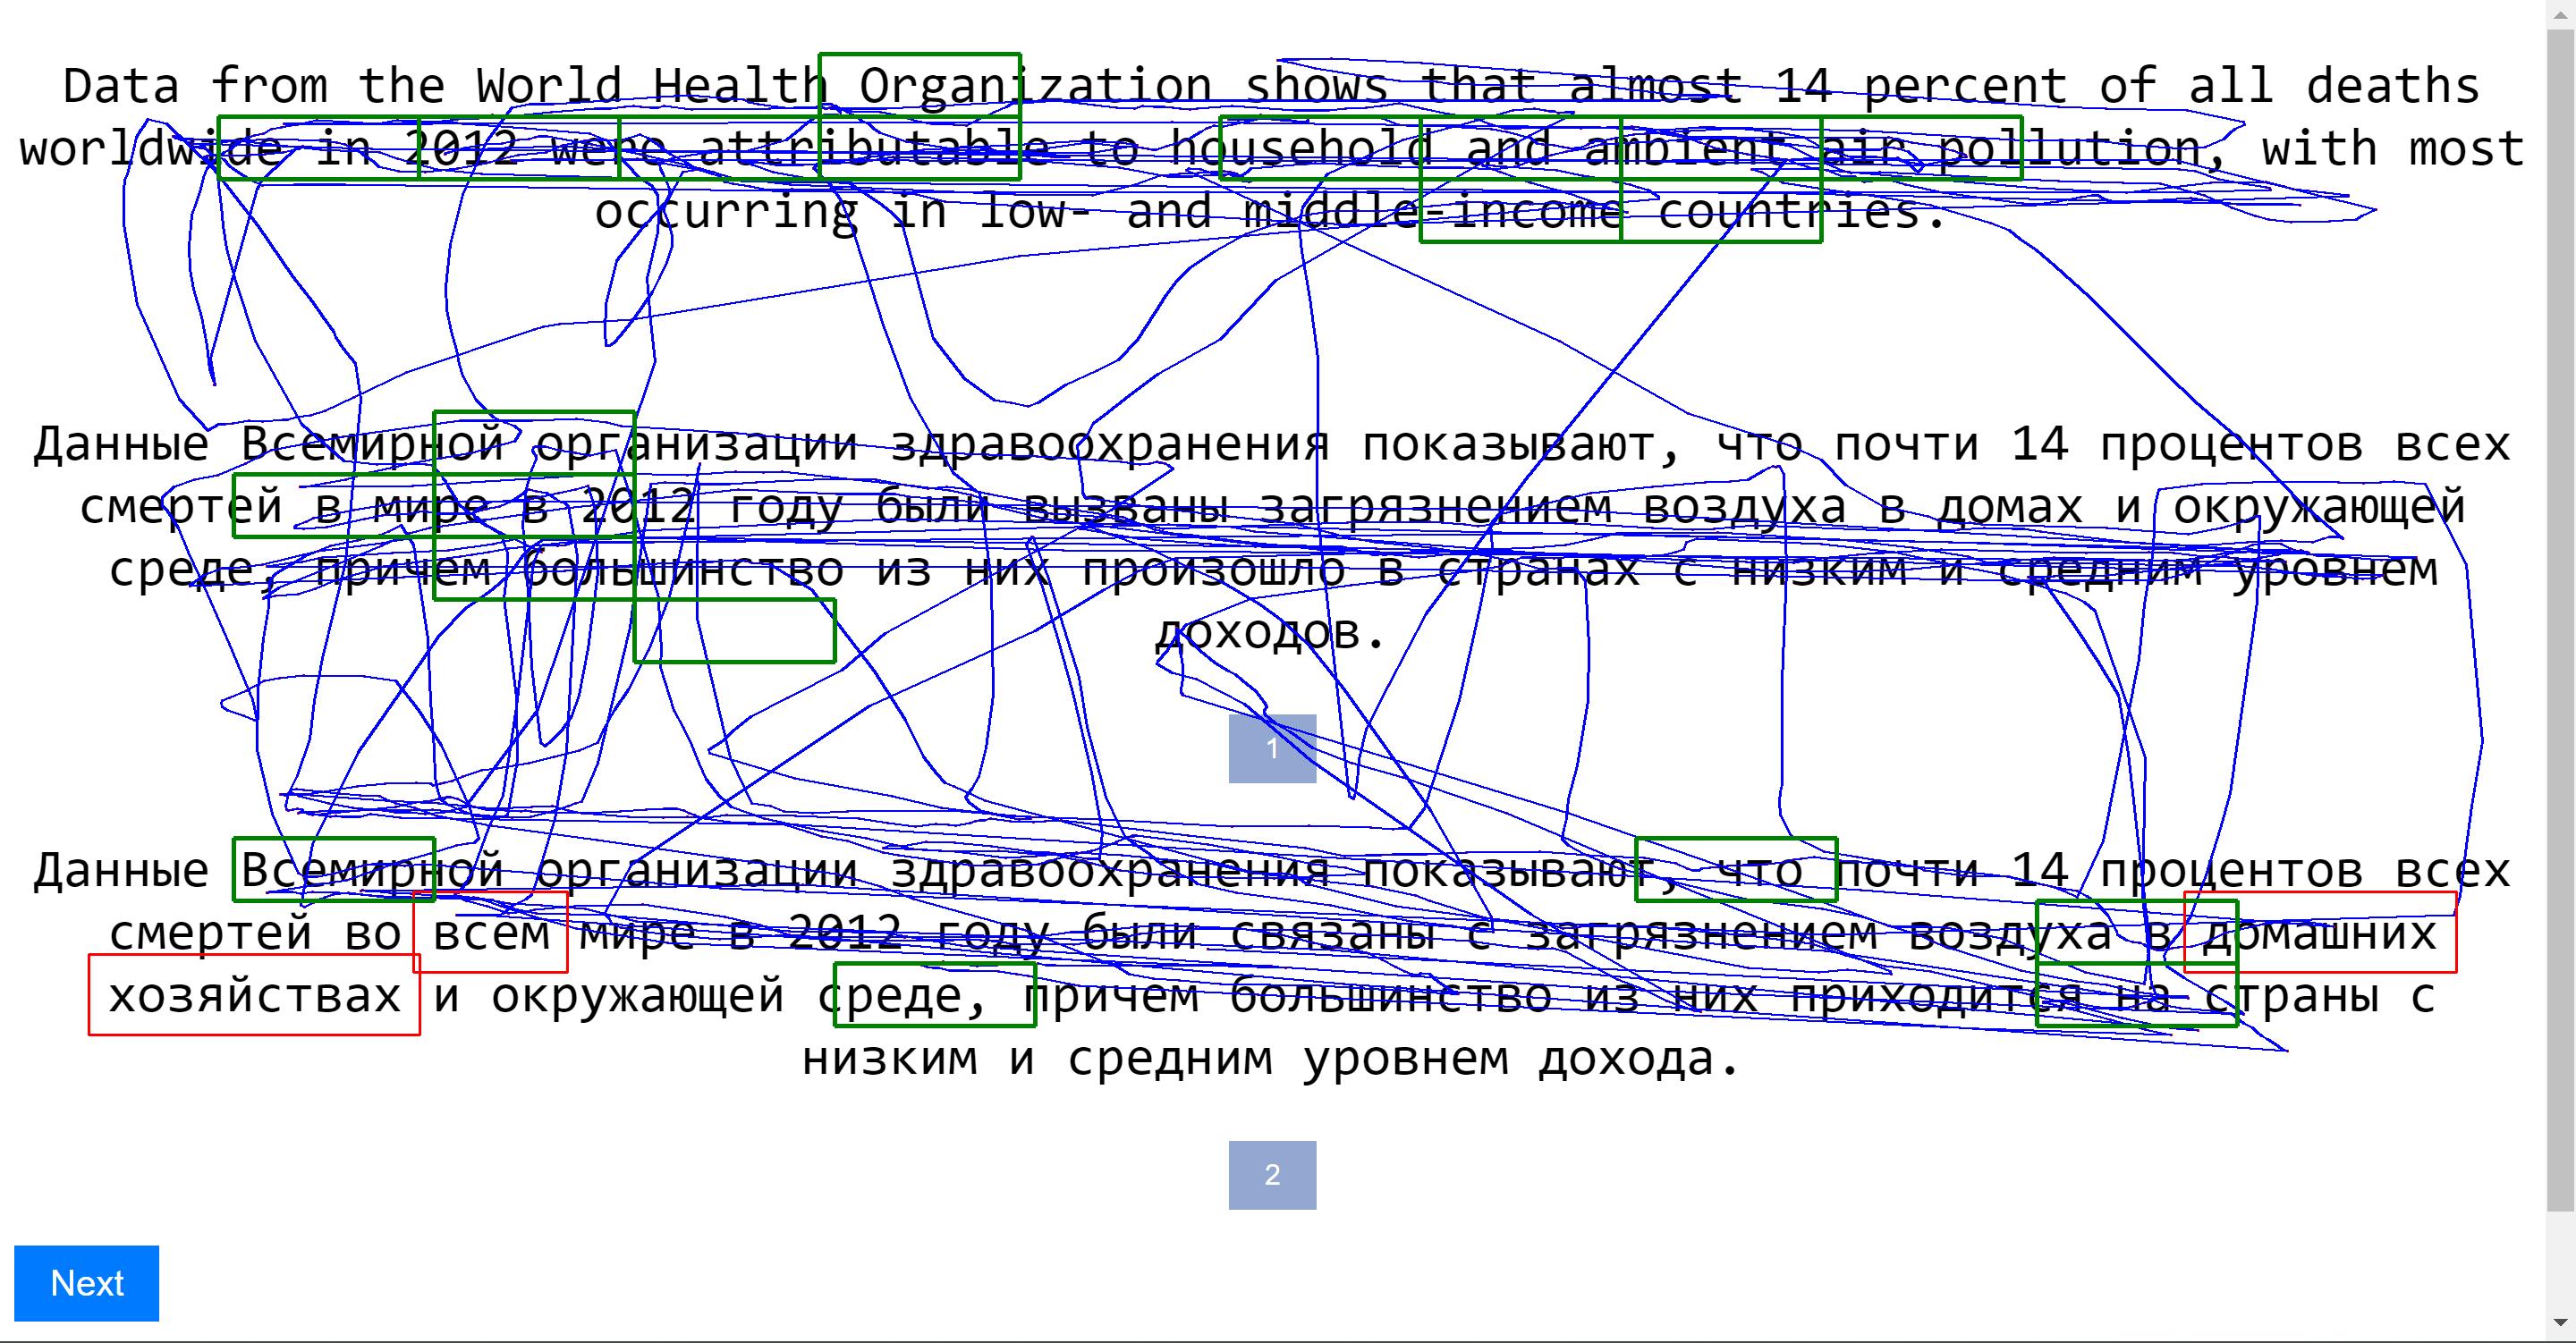 Data from the World Health Organization shows that almost 14 percent of all deaths
worldwide in 2012 were attributable to household and ambient air pollution, with most
occurring in low- and middle-income countries.
Данные Всемирной организации здравоохранения показывают, что почти 14 процентов всех
смертей в мире в 2012 году были вызваны загрязнением воздуха в домах и окружающей
среде, причем большинство из них произошло в странах с низким и средним уровнем
доходов.
1
Данные Всемирной организации здравоохранения показывают, что почти 14 процентов всех
смертей во всем мире в 2012 году были связаны с загрязнением воздуха в домашних
хозяйствах и окружающей среде, причем большинство из них приходится на страны с
низким и средним уровнем дохода.
2
Next